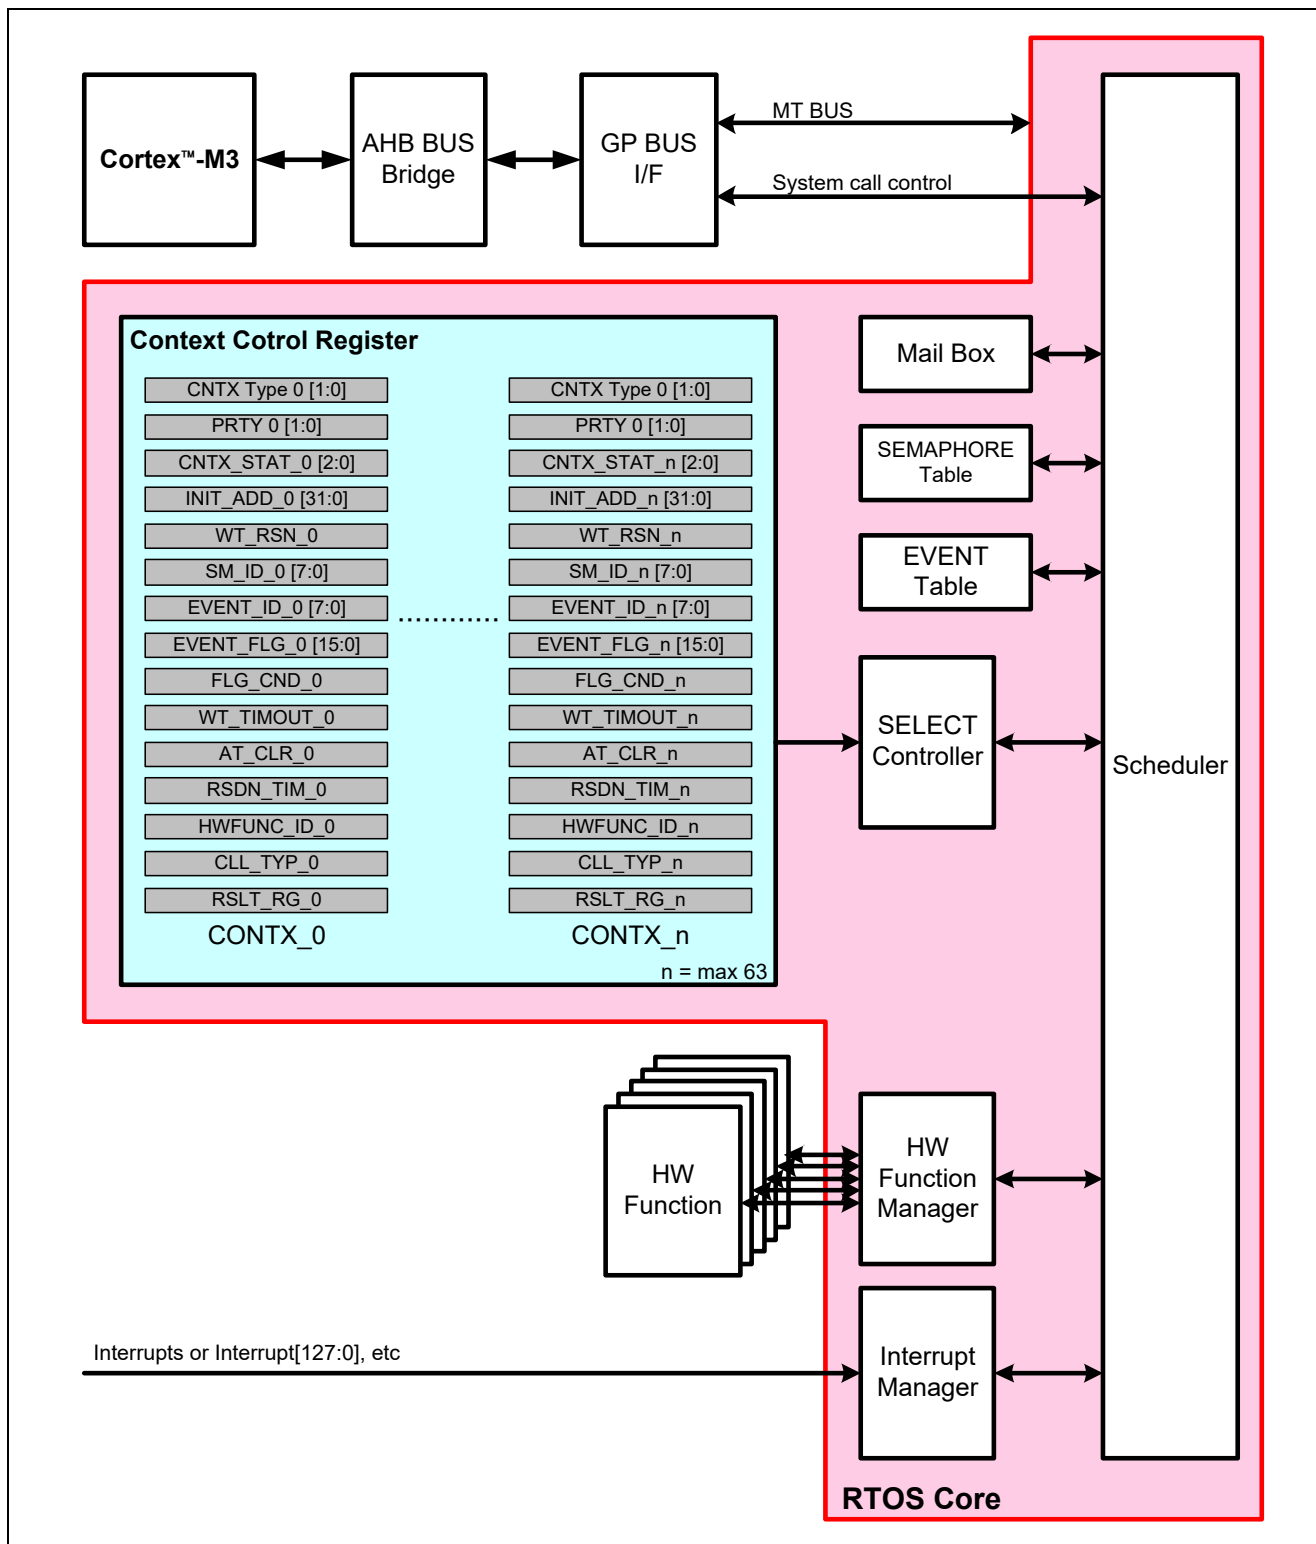 Cortex™-M3
AHB BUS
Bridge
GP BUS
I/F
MT BUS
System call control
Context Cotrol Register
CNTX Type 0 [1:0]
PRTY 0 [1:0]
CNTX_STAT_0 [2:0]
INIT_ADD_0 [31:0]
WT_RSN_0
SM_ID_0 [7:0]
EVENT_ID_0 [7:0]
EVENT_FLG_0 [15:0]
FLG_CND_0
WT_TIMOUT_0
AT_CLR_0
RSDN_TIM_0
HWFUNC_ID_0
CLL_TYP_0
RSLT_RG_0
CONTX_0
............
CNTX Type 0 [1:0]
PRTY 0 [1:0]
CNTX_STAT_n [2:0]
INIT_ADD_n [31:0]
WT_RSN_n
SM_ID_n [7:0]
EVENT_ID_n [7:0]
EVENT_FLG_n [15:0]
FLG_CND_n
WT_TIMOUT_n
AT_CLR_n
RSDN_TIM_n
HWFUNC_ID_n
CLL_TYP_n
RSLT_RG_n
CONTX_n
n = max 63
Mail Box
SEMAPHORE
Table
EVENT
Table
SELECT
Controller
Scheduler
HW
Function
HW
Function
Manager
Interrupts or Interrupt[127:0], etc
Interrupt
Manager
RTOS Core